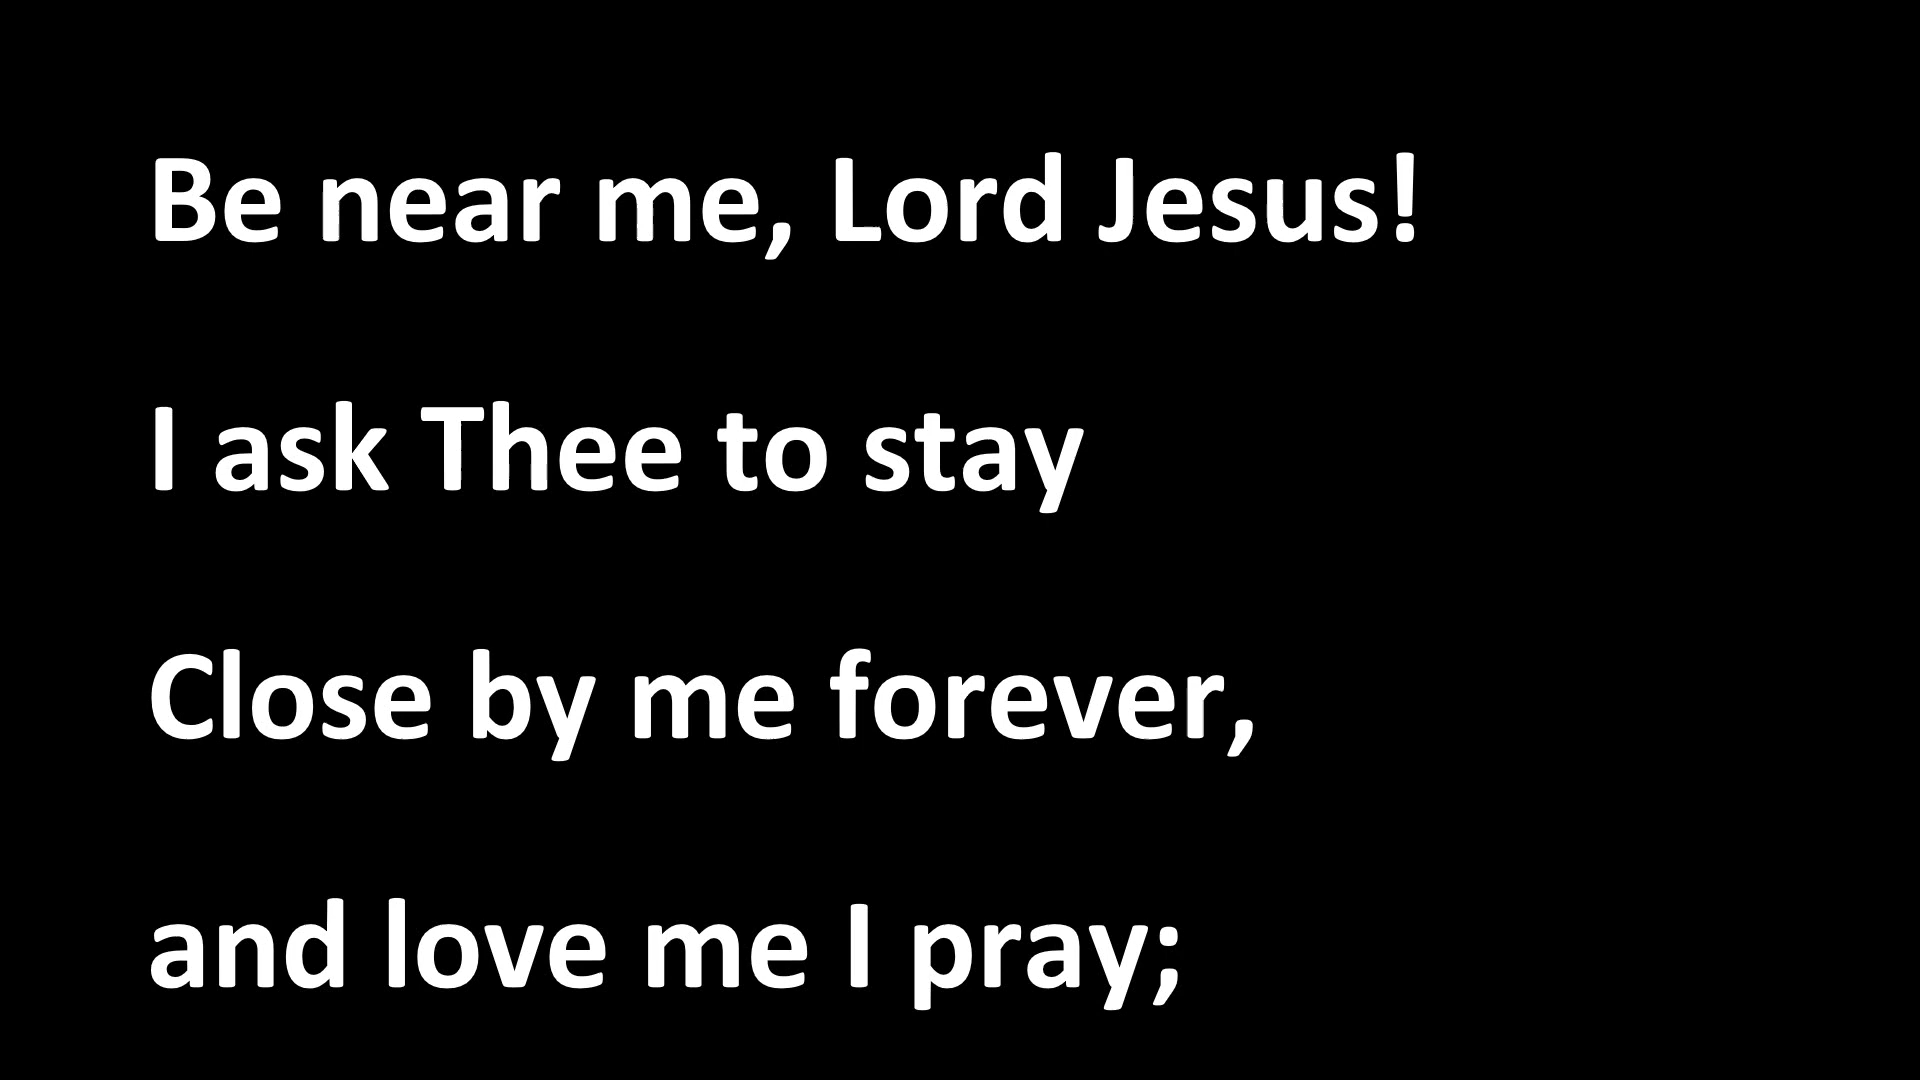 Be near me, Lord Jesus!
I ask Thee to stay
Close by me forever,
and love me I pray;